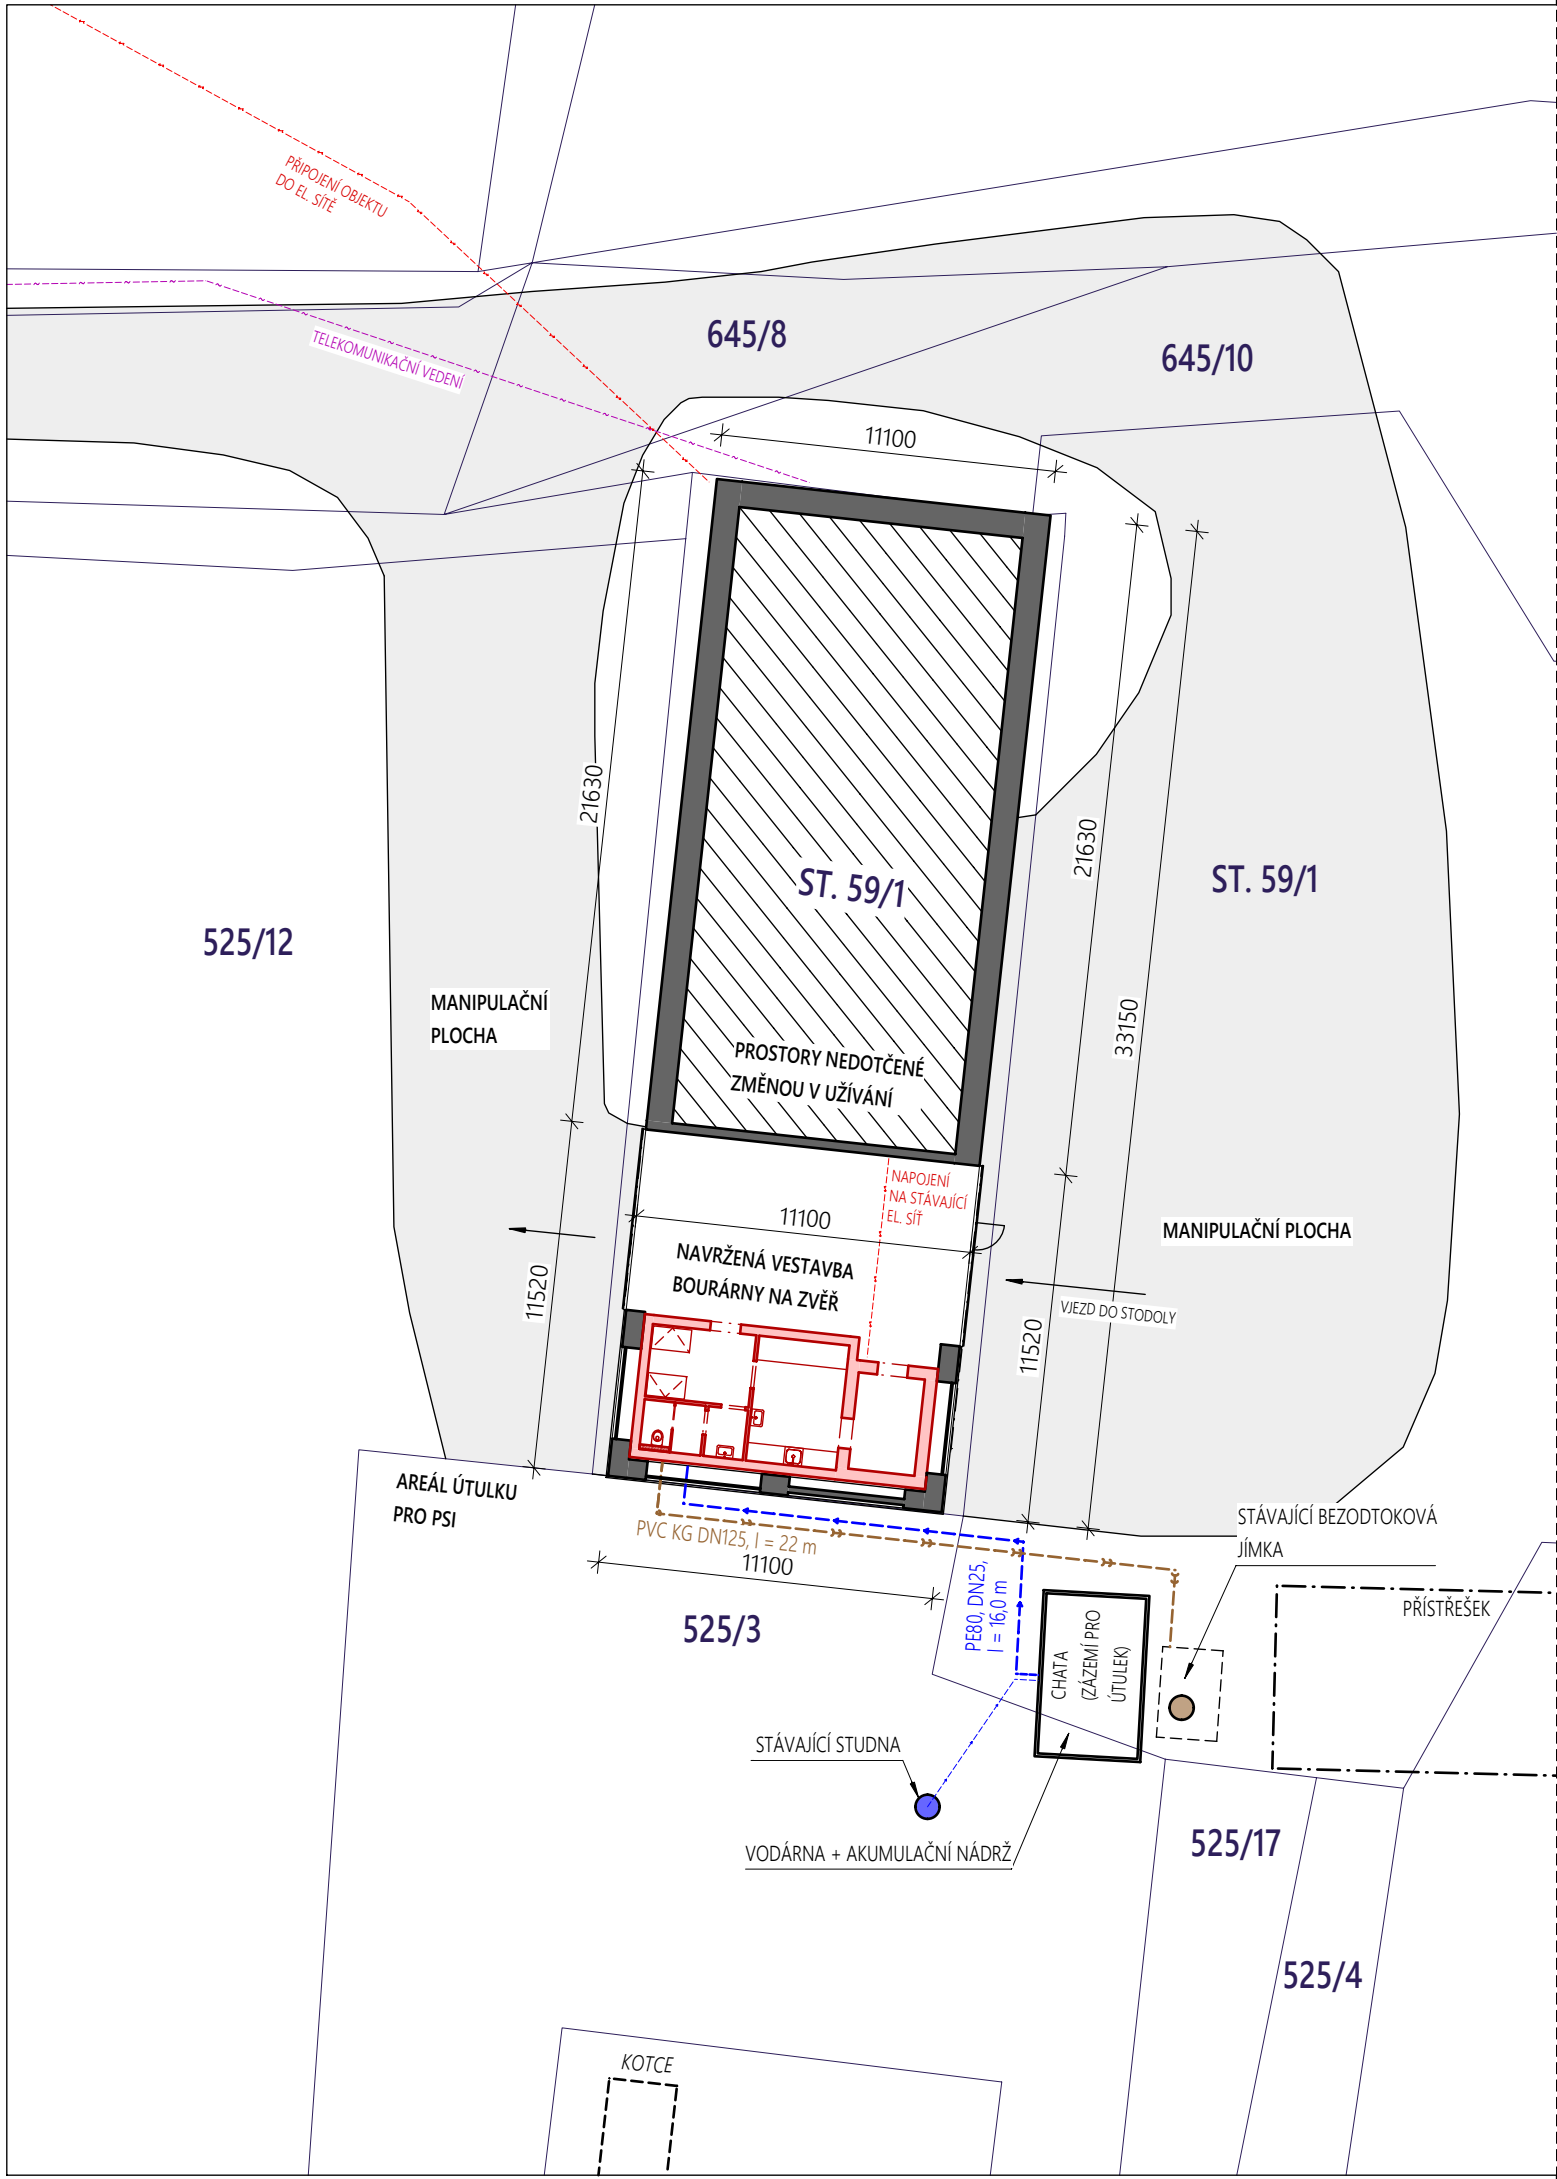 PŘIPOJENÍ OBJEKTU
DO EL. SÍTĚ
TELEKOMUNIKAČNÍ VEDENÍ
645/8
645/10
11100
21630
21630
ST. 59/1
ST. 59/1
525/12
MANIPULAČNÍ
PLOCHA
33150
PROSTORY NEDOTČENÉ
ZMĚNOU V UŽÍVÁNÍ
NAPOJENÍ
NA STÁVAJÍCÍ
EL. SÍŤ
11100
MANIPULAČNÍ PLOCHA
NAVRŽENÁ VESTAVBA
BOURÁRNY NA ZVĚŘ
11520
VJEZD DO STODOLY
11520
AREÁL ÚTULKU
PRO PSI
PVC KG DN125, l = 22 m
11100
STÁVAJÍCÍ BEZODTOKOVÁ
JÍMKA
PE80, DN25,
l = 16,0 m
CHATA
(ZÁZEMÍ PRO
ÚTULEK)
PŘÍSTŘEŠEK
525/3
STÁVAJÍCÍ STUDNA
VODÁRNA + AKUMULAČNÍ NÁDRŽ
525/17
525/4
KOTCE